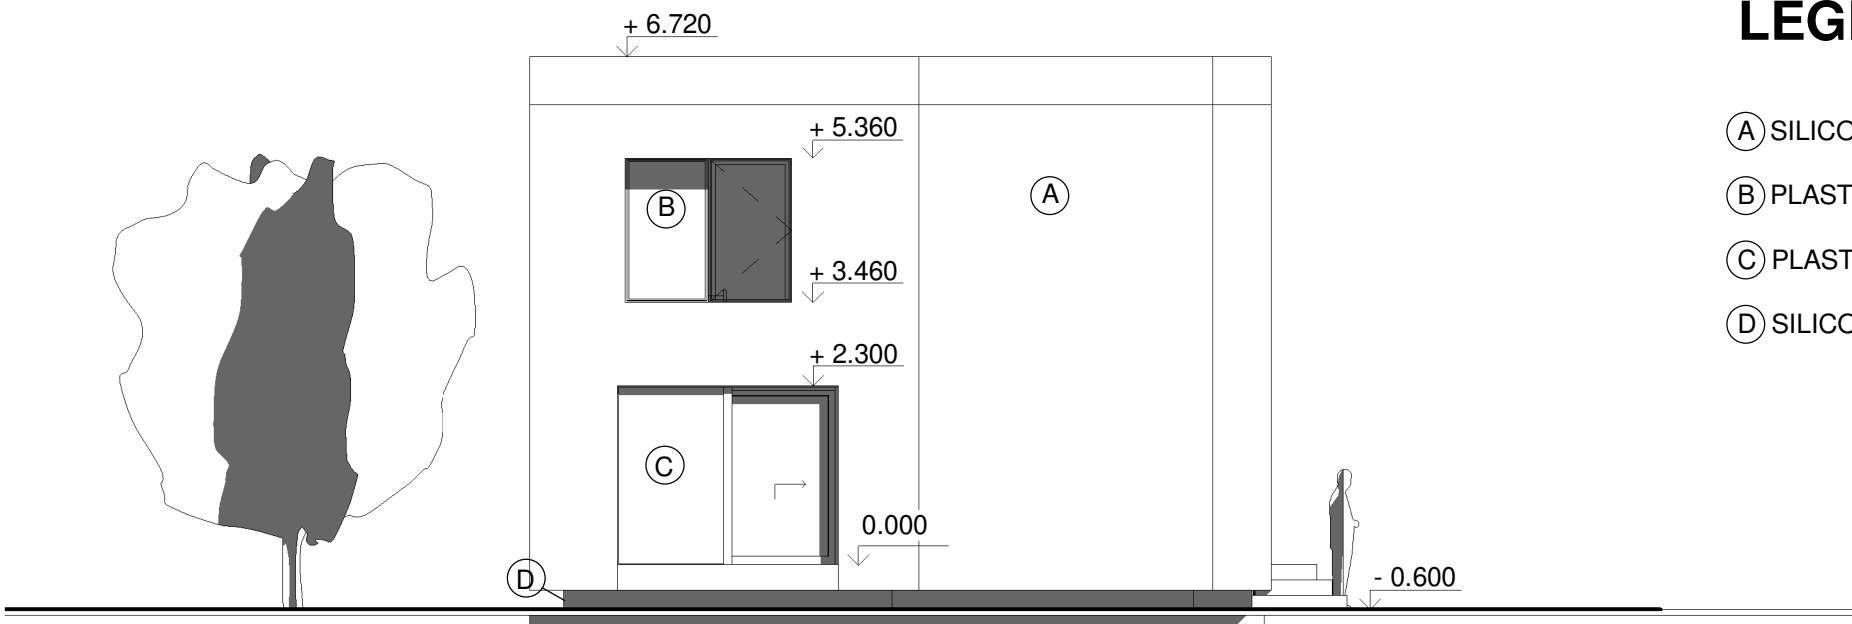 + 6.720
+ 5.360
+ 3.460
+ 2.300
0.000
- 0.600
A
B
C
D
LEG
A SILICO
B PLAST
C PLAST
D SILICO